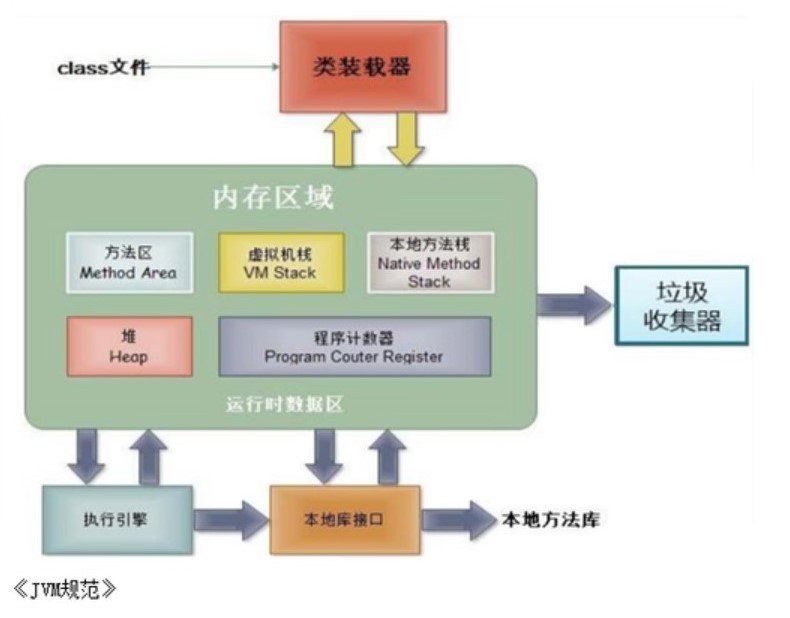 class文件
类装载器
内存区域
方法区
Method Area
虚拟机栈
VM Stack
本地方法栈
Native Method
Stack
堆
Heap
程序计数器
Program Couter Register
运行时数据区
垃圾
收集器
执行引擎
本地库接口
本地方法库
《JVM规范》